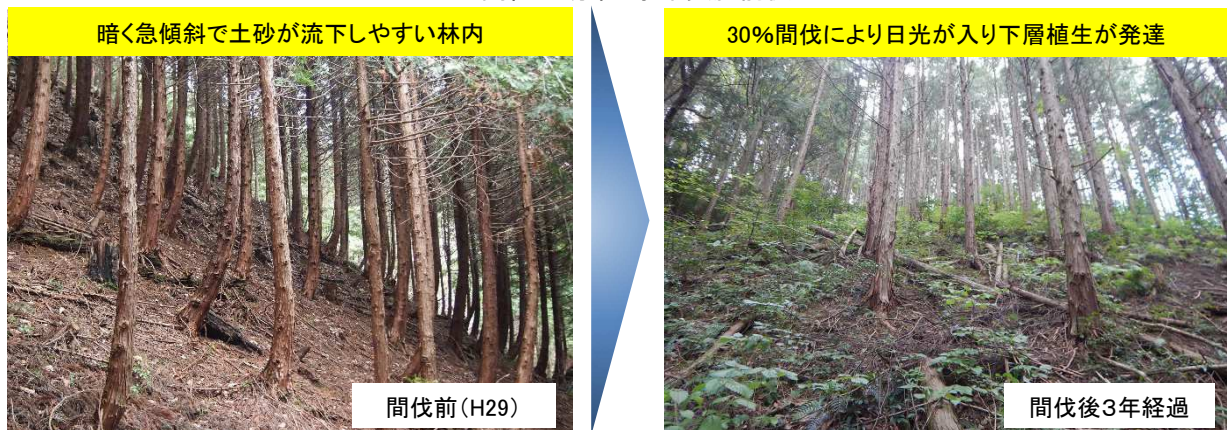 暗く急傾斜で土砂が流下しやすい林内
30%間伐により日光が入り下層植生が発達
間伐前(H29)
間伐後3年経過